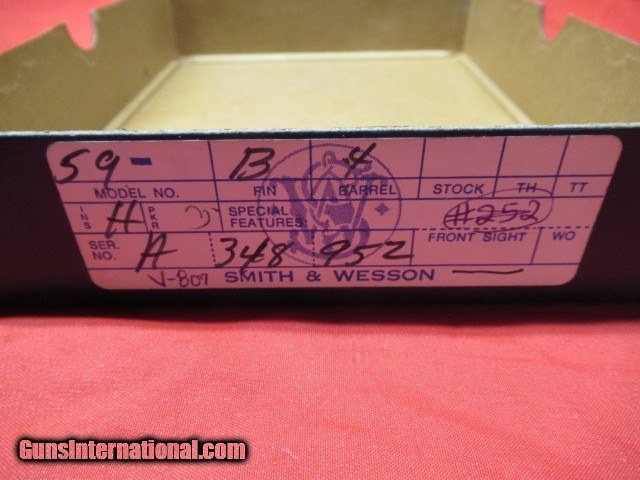 59- B 4
MODEL NO. FIN BARREL STOCK TH TT
INS H PKR SPECIAL FEATURES: #252
SER. NO. A 348 952 FRONT SIGHT WO
V-807 SMITH & WESSON
GunsInternational.com